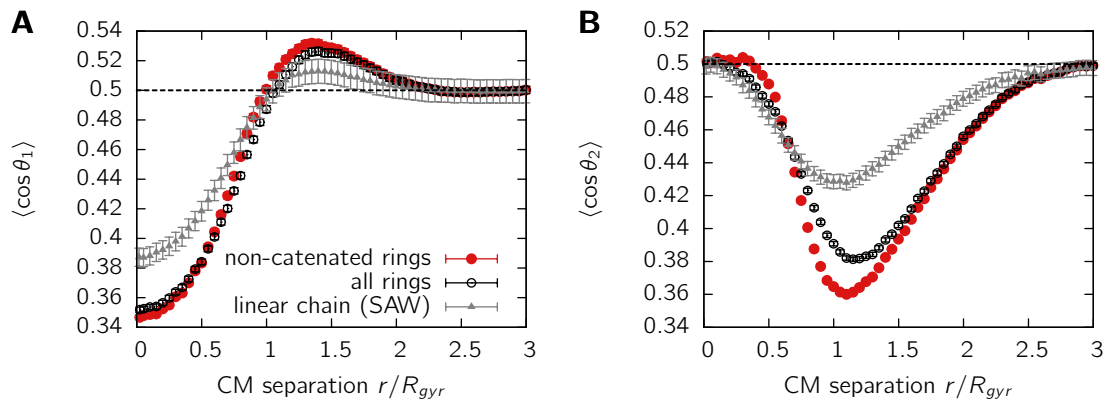 A
⟨cos θ1⟩
0.54
0.52
0.5
0.48
0.46
0.44
0.42
0.4
0.38
0.36
0.34
non-catenated rings
all rings
linear chain (SAW)
0 0.5 1 1.5 2 2.5 3
CM separation r/Rgyr
B
⟨cos θ2⟩
0.5
0.48
0.46
0.44
0.42
0.4
0.38
0.36
0.34
0 0.5 1 1.5 2 2.5 3
CM separation r/Rgyr